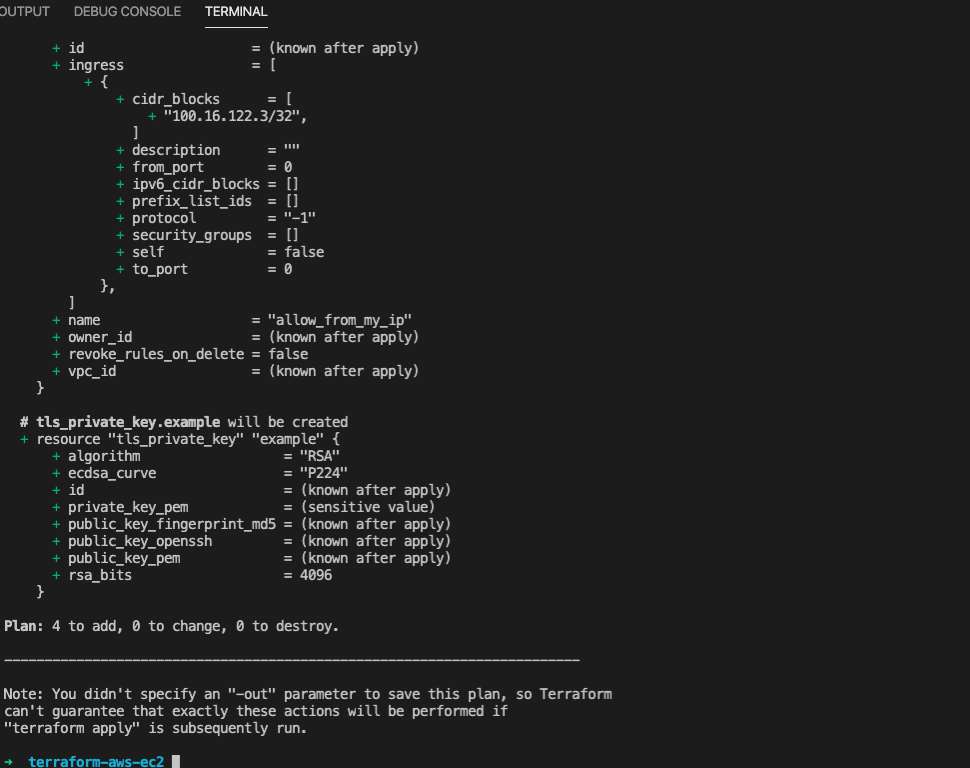 OUTPUT DEBUG CONSOLE TERMINAL
+ id = (known after apply)
+ ingress = [
+ {
+ cidr_blocks = [
+ "100.16.122.3/32",
]
+ description = ""
+ from_port = 0
+ ipv6_cidr_blocks = []
+ prefix_list_ids = []
+ protocol = "-1"
+ security_groups = []
+ self = false
+ to_port = 0
},
]
+ name = "allow_from_my_ip"
+ owner_id = (known after apply)
+ revoke_rules_on_delete = false
+ vpc_id = (known after apply)
}
# tls_private_key.example will be created
+ resource "tls_private_key" "example" {
+ algorithm = "RSA"
+ ecdsa_curve = "P224"
+ id = (known after apply)
+ private_key_pem = (sensitive value)
+ public_key_fingerprint_md5 = (known after apply)
+ public_key_openssh = (known after apply)
+ public_key_pem = (known after apply)
+ rsa_bits = 4096
}
Plan: 4 to add, 0 to change, 0 to destroy.
------------------------------------------------------------------------
Note: You didn't specify an "-out" parameter to save this plan, so Terraform
can't guarantee that exactly these actions will be performed if
"terraform apply" is subsequently run.
→ terraform-aws-ec2